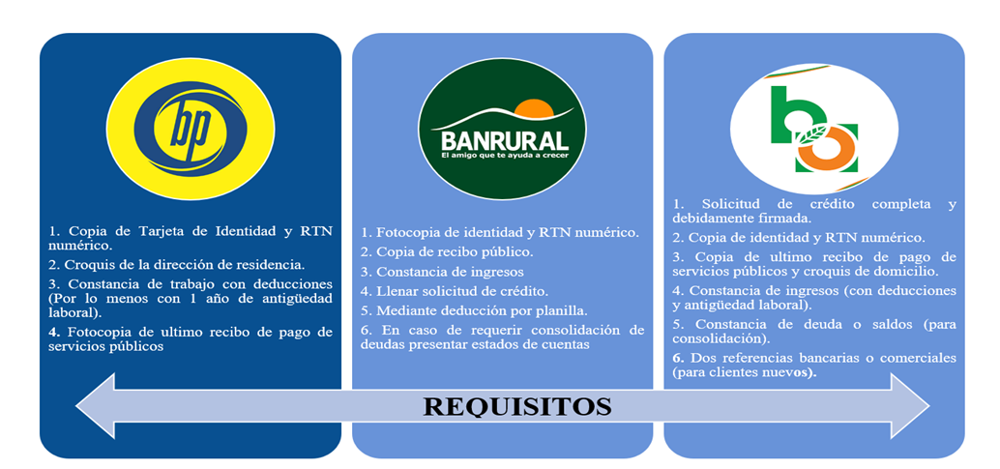 bp
1. Copia de Tarjeta de Identidad y RTN
numérico.
2. Croquis de la dirección de residencia.
3. Constancia de trabajo con deducciones
(Por lo menos con 1 año de antigüedad
laboral).
4. Fotocopia de ultimo recibo de pago de
servicios públicos
BANRURAL
El amigo que te ayuda a crecer
1. Fotocopia de identidad y RTN numérico.
2. Copia de recibo público.
3. Constancia de ingresos
4. Llenar solicitud de crédito.
5. Mediante deducción por planilla.
6. En caso de requerir consolidación de
deudas presentar estados de cuentas
bo
1. Solicitud de crédito completa y
debidamente firmada.
2. Copia de identidad y RTN numérico.
3. Copia de ultimo recibo de pago de
servicios públicos y croquis de domicilio.
4. Constancia de ingresos (con deducciones
y antigüedad laboral).
5. Constancia de deuda o saldos (para
consolidación).
6. Dos referencias bancarias o comerciales
(para clientes nuevos).
REQUISITOS